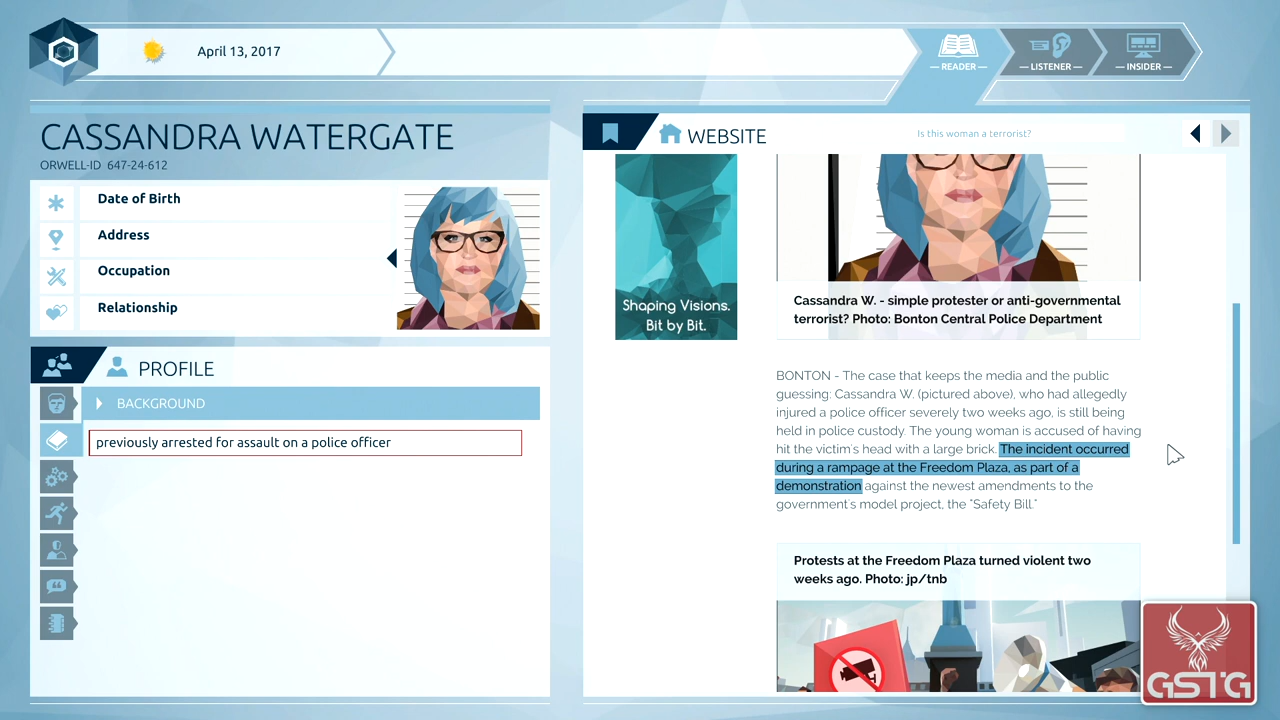 April 13, 2017
— READER —
— LISTENER —
— INSIDER —
CASSANDRA WATERGATE
ORWELL-ID 647-24-612
Date of Birth
Address
Occupation
Relationship
PROFILE
BACKGROUND
previously arrested for assault on a police officer
WEBSITE
Is this woman a terrorist?
Shaping Visions.
Bit by Bit.
Cassandra W. - simple protester or anti-governmental
terrorist? Photo: Bonton Central Police Department
BONTON - The case that keeps the media and the public
guessing: Cassandra W. (pictured above), who had allegedly
injured a police officer severely two weeks ago, is still being
held in police custody. The young woman is accused of having
hit the victim's head with a large brick. The incident occurred
during a rampage at the Freedom Plaza, as part of a
demonstration against the newest amendments to the
government's model project, the "Safety Bill."
Protests at the Freedom Plaza turned violent two
weeks ago. Photo: jp/tnb
GSTG